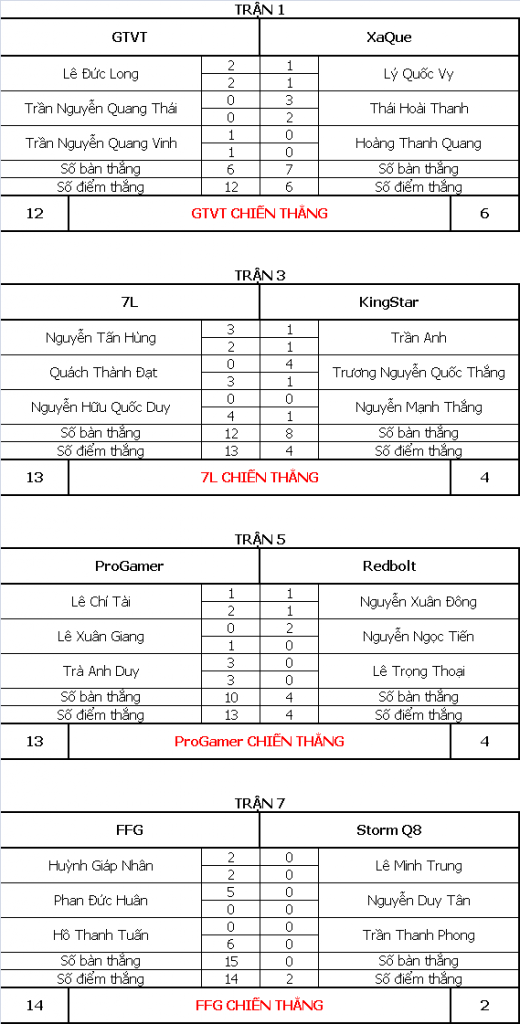 TRẬN 1
GTVT XaQue
Lê Đức Long 2 1 Lý Quốc Vy
2 1
Trần Nguyễn Quang Thái 0 3 Thái Hoài Thanh
0 2
Trần Nguyễn Quang Vinh 1 0 Hoàng Thanh Quang
1 0
Số bàn thắng 6 7 Số bàn thắng
Số điểm thắng 12 6 Số điểm thắng
12 GTVT CHIẾN THẮNG 6
TRẬN 3
7L KingStar
Nguyễn Tấn Hùng 3 1 Trần Anh
2 1
Quách Thành Đạt 0 4 Trương Nguyễn Quốc Thắng
3 1
Nguyễn Hữu Quốc Duy 0 0 Nguyễn Mạnh Thắng
4 1
Số bàn thắng 12 8 Số bàn thắng
Số điểm thắng 13 4 Số điểm thắng
13 7L CHIẾN THẮNG 4
TRẬN 5
ProGamer Redbolt
Lê Chí Tài 1 1 Nguyễn Xuân Đông
2 1
Lê Xuân Giang 0 2 Nguyễn Ngọc Tiến
1 0
Trà Anh Duy 3 0 Lê Trọng Thoại
3 0
Số bàn thắng 10 4 Số bàn thắng
Số điểm thắng 13 4 Số điểm thắng
13 ProGamer CHIẾN THẮNG 4
TRẬN 7
FFG Storm Q8
Huỳnh Giáp Nhân 2 0 Lê Minh Trung
2 0
Phan Đức Huân 5 0 Nguyễn Duy Tân
0 0
Hồ Thanh Tuấn 0 0 Trần Thanh Phong
6 0
Số bàn thắng 15 0 Số bàn thắng
Số điểm thắng 14 2 Số điểm thắng
14 FFG CHIẾN THẮNG 2